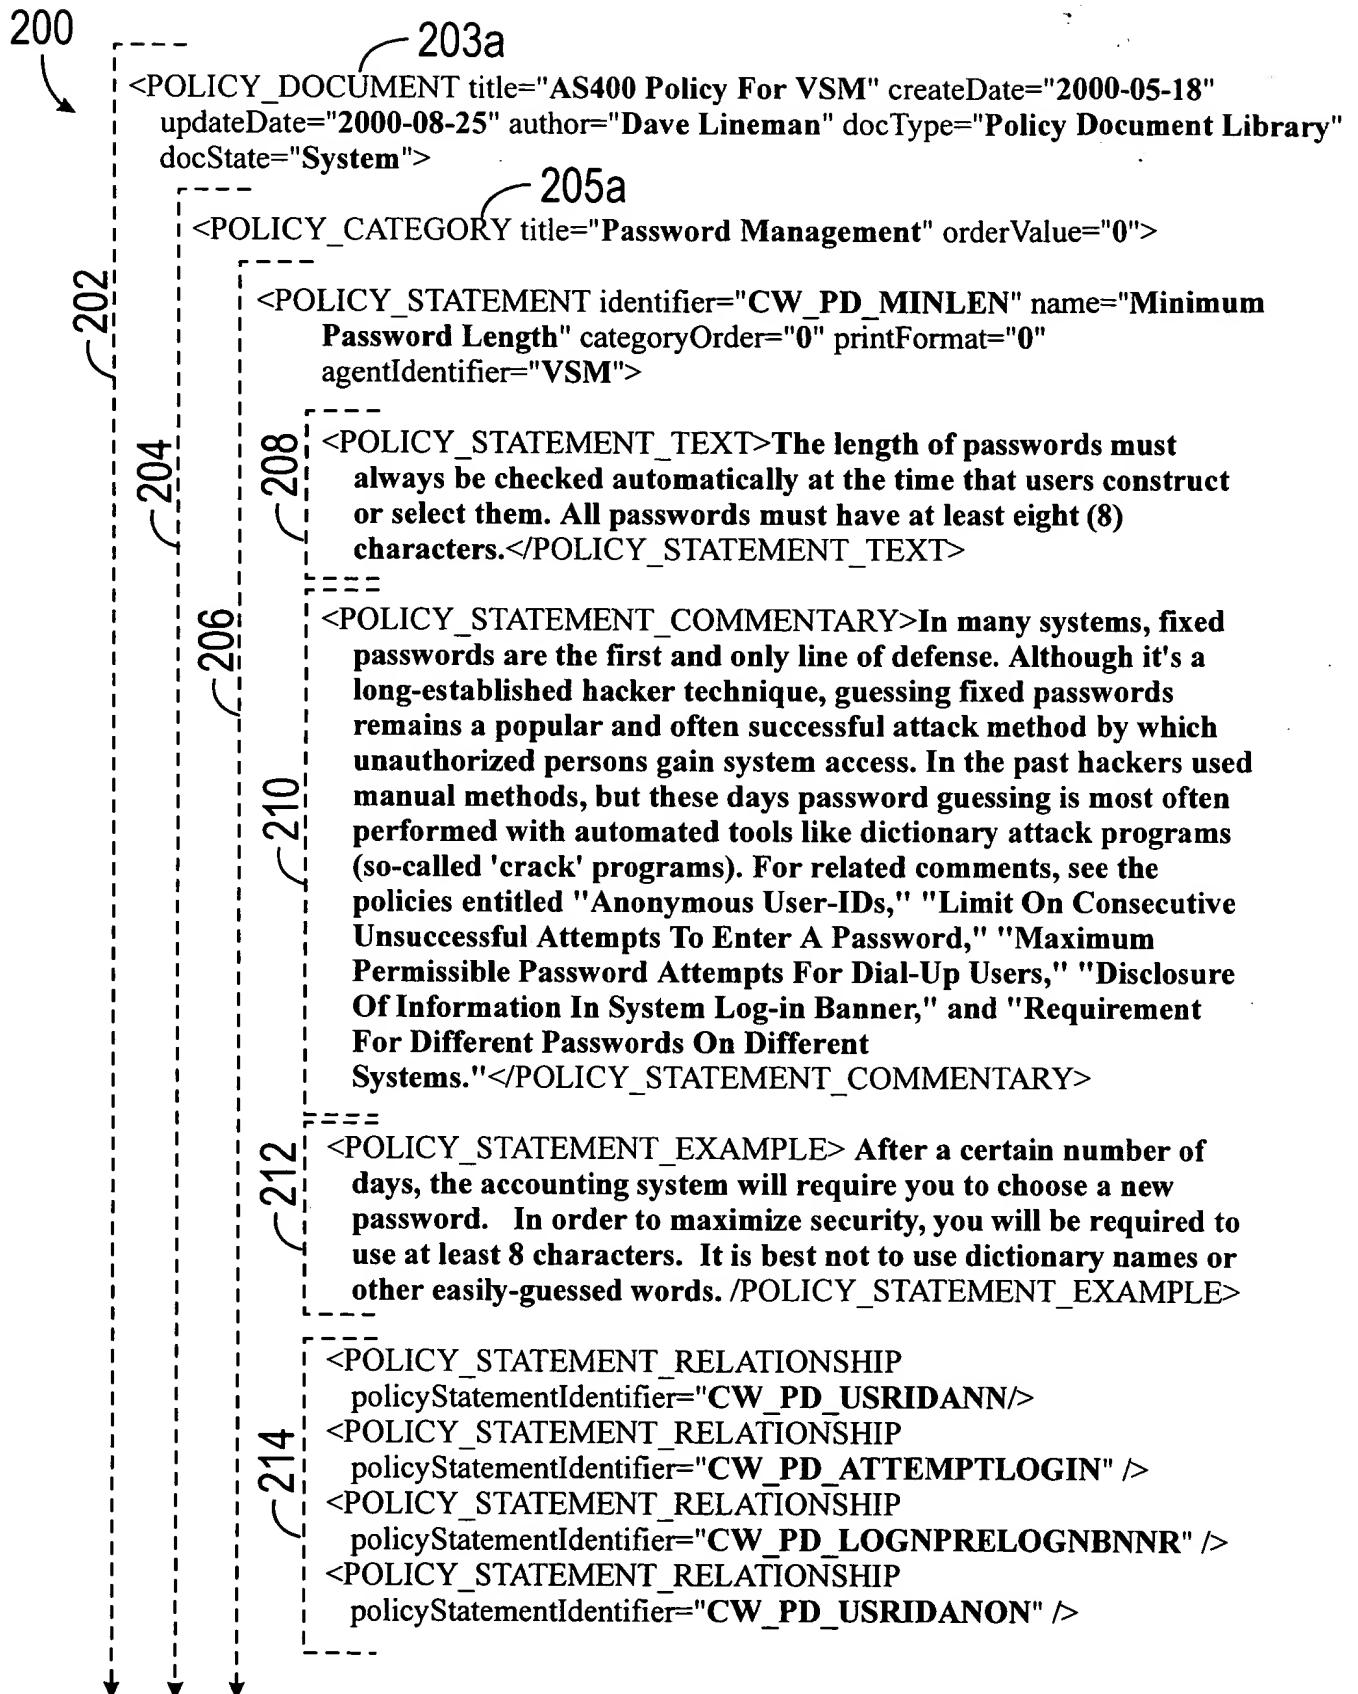 200
203a
<POLICY_DOCUMENT title="AS400 Policy For VSM" createDate="2000-05-18"
updateDate="2000-08-25" author="Dave Lineman" docType="Policy Document Library"
docState="System">
205a
<POLICY_CATEGORY title="Password Management" orderValue="0">
202
<POLICY_STATEMENT identifier="CW_PD_MINLEN" name="Minimum
Password Length" categoryOrder="0" printFormat="0"
agentIdentifier="VSM">
204
208
<POLICY_STATEMENT_TEXT>The length of passwords must
always be checked automatically at the time that users construct
or select them. All passwords must have at least eight (8)
characters.</POLICY_STATEMENT_TEXT>
206
210
<POLICY_STATEMENT_COMMENTARY>In many systems, fixed
passwords are the first and only line of defense. Although it's a
long-established hacker technique, guessing fixed passwords
remains a popular and often successful attack method by which
unauthorized persons gain system access. In the past hackers used
manual methods, but these days password guessing is most often
performed with automated tools like dictionary attack programs
(so-called 'crack' programs). For related comments, see the
policies entitled "Anonymous User-IDs," "Limit On Consecutive
Unsuccessful Attempts To Enter A Password," "Maximum
Permissible Password Attempts For Dial-Up Users," "Disclosure
Of Information In System Log-in Banner," and "Requirement
For Different Passwords On Different
Systems."</POLICY_STATEMENT_COMMENTARY>
212
<POLICY_STATEMENT_EXAMPLE> After a certain number of
days, the accounting system will require you to choose a new
password. In order to maximize security, you will be required to
use at least 8 characters. It is best not to use dictionary names or
other easily-guessed words. /POLICY_STATEMENT_EXAMPLE>
214
<POLICY_STATEMENT_RELATIONSHIP
policyStatementIdentifier="CW_PD_USRIDANN/>
<POLICY_STATEMENT_RELATIONSHIP
policyStatementIdentifier="CW_PD_ATTEMPTLOGIN" />
<POLICY_STATEMENT_RELATIONSHIP
policyStatementIdentifier="CW_PD_LOGNPRELOGNBNNR" />
<POLICY_STATEMENT_RELATIONSHIP
policyStatementIdentifier="CW_PD_USRIDANON" />